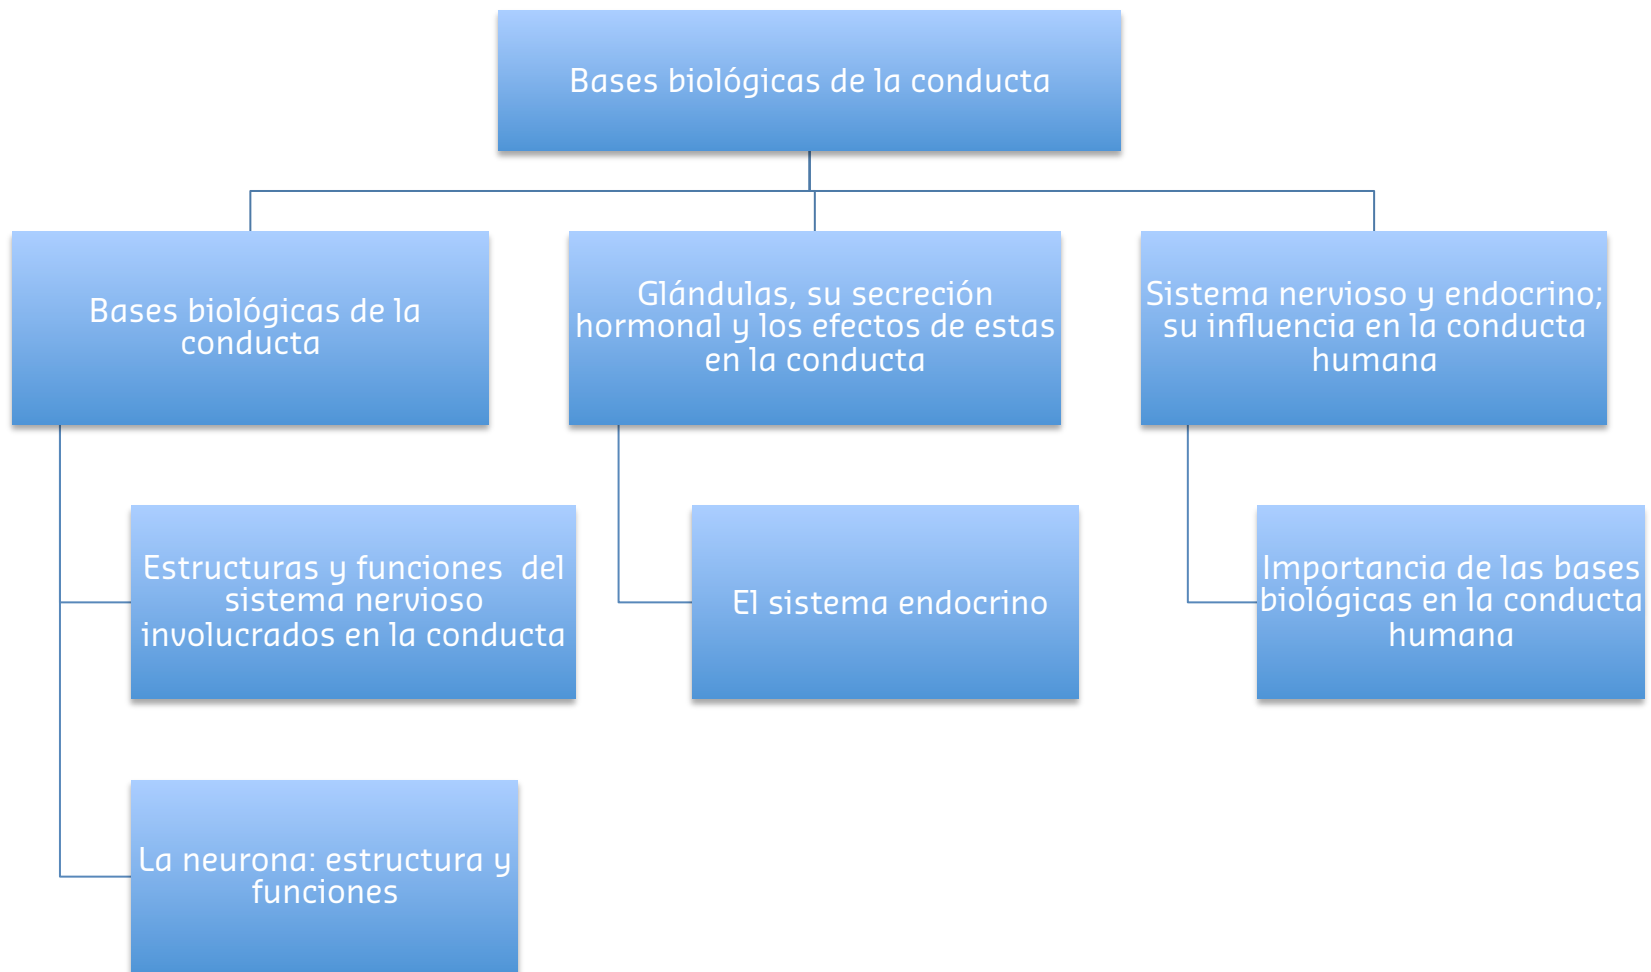 Bases biológicas de la conducta
Bases biológicas de la
conducta
Glándulas, su secreción
hormonal y los efectos de estas
en la conducta
Sistema nervioso y endocrino;
su influencia en la conducta
humana
Estructuras y funciones  del
sistema nervioso
involucrados en la conducta
El sistema endocrino
Importancia de las bases
biológicas en la conducta
humana
La neurona: estructura y
funciones